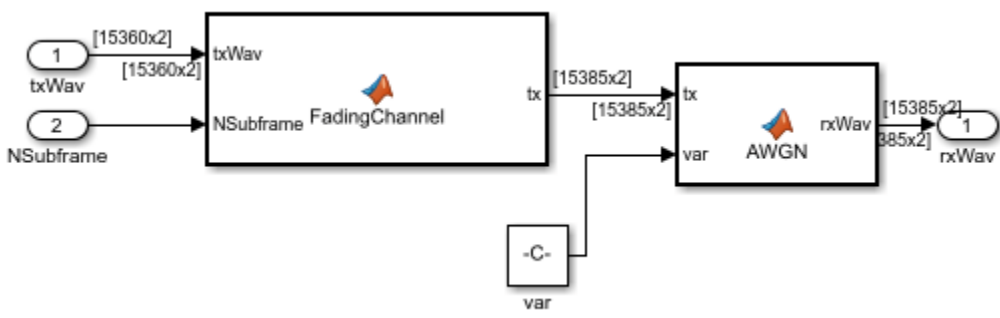 1
txWav
[15360x2]
[15360x2]
2
NSubframe
txWav
NSubframe
FadingChannel
tx
[15385x2]
[15385x2]
tx
var
AWGN
rxWav
[15385x2]
385x2]
1
rxWav
-C-
var